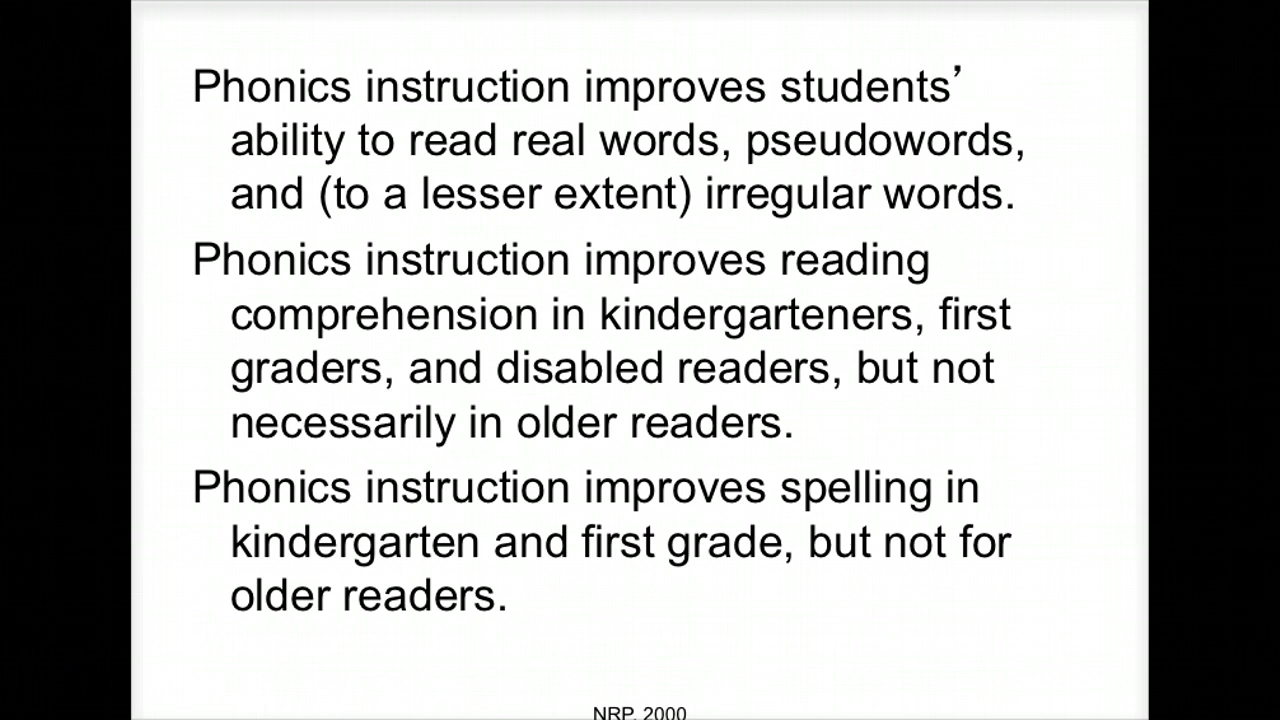 Phonics instruction improves students’
ability to read real words, pseudowords,
and (to a lesser extent) irregular words.
Phonics instruction improves reading
comprehension in kindergarteners, first
graders, and disabled readers, but not
necessarily in older readers.
Phonics instruction improves spelling in
kindergarten and first grade, but not for
older readers.
NRP, 2000